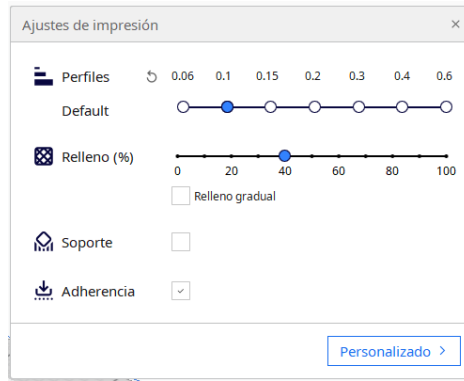 Ajustes de impresión ×
Perfiles 0.06 0.1 0.15 0.2 0.3 0.4 0.6
Default
Relleno (%)
0 20 40 60 80 100
Relleno gradual
Soporte
Adherencia
Personalizado >